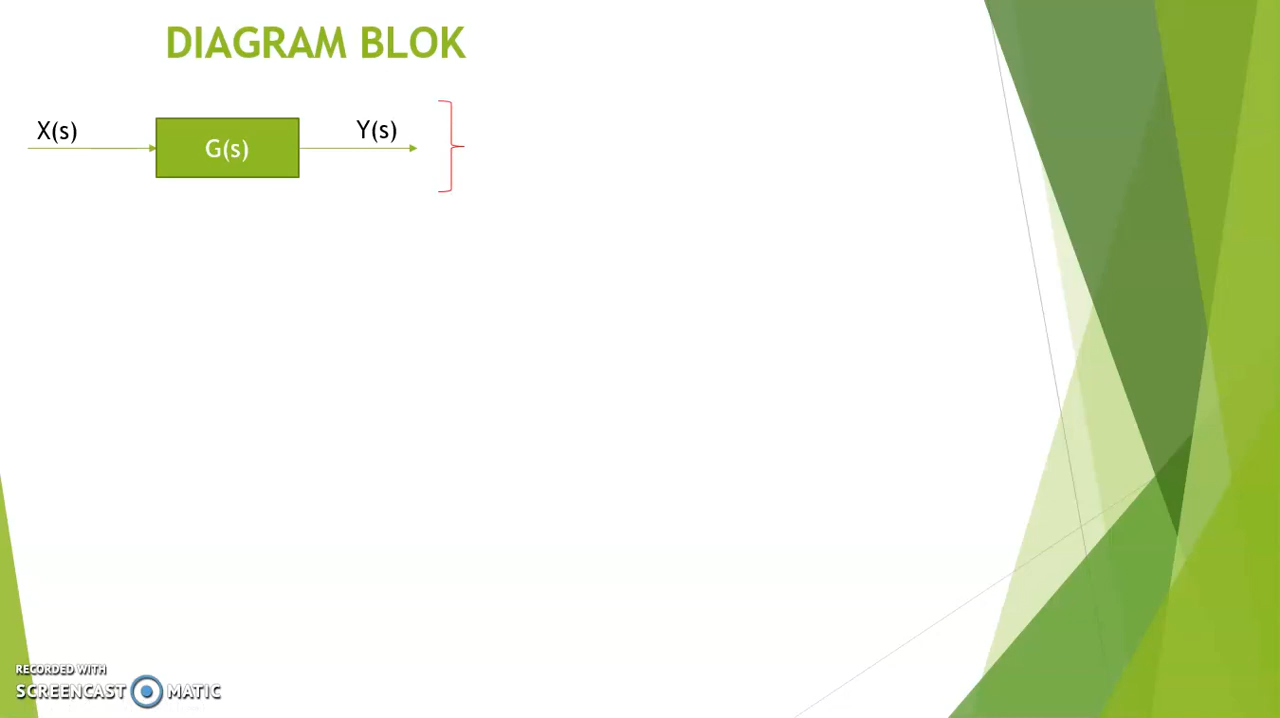 DIAGRAM BLOK
X(s)
G(s)
Y(s)
RECORDED WITH
SCREENCAST MATIC